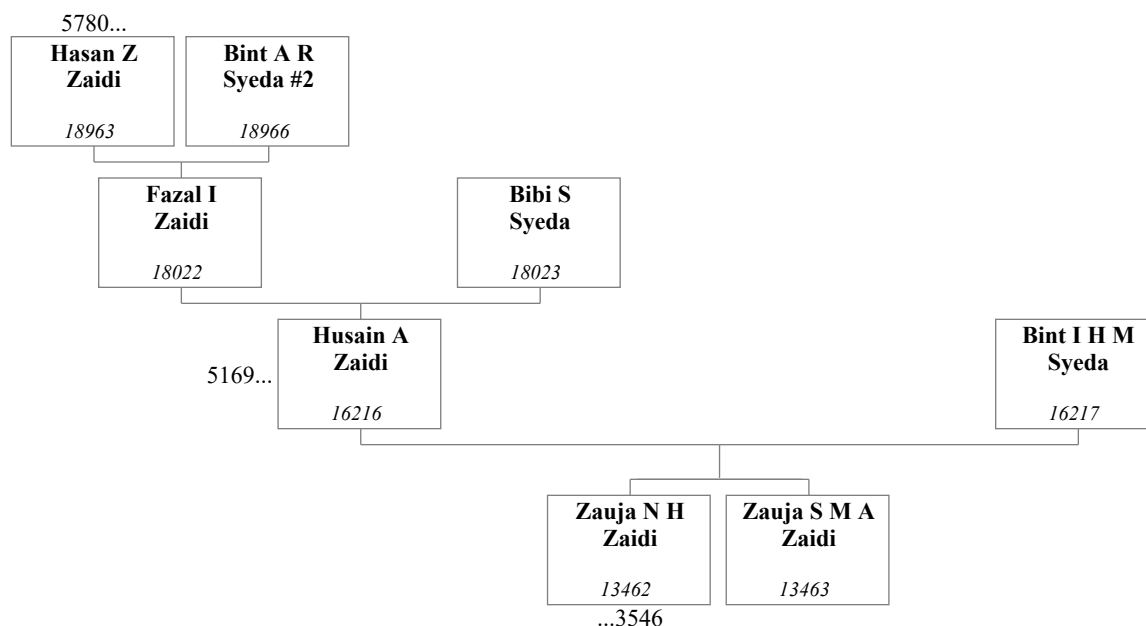 5780...
Hasan Z
Zaidi
18963
Bint A R
Syeda #2
18966
Fazal I
Zaidi
18022
Bibi S
Syeda
18023
5169...
Husain A
Zaidi
16216
Bint I H M
Syeda
16217
Zauja N H
Zaidi
13462
...3546
Zauja S M A
Zaidi
13463